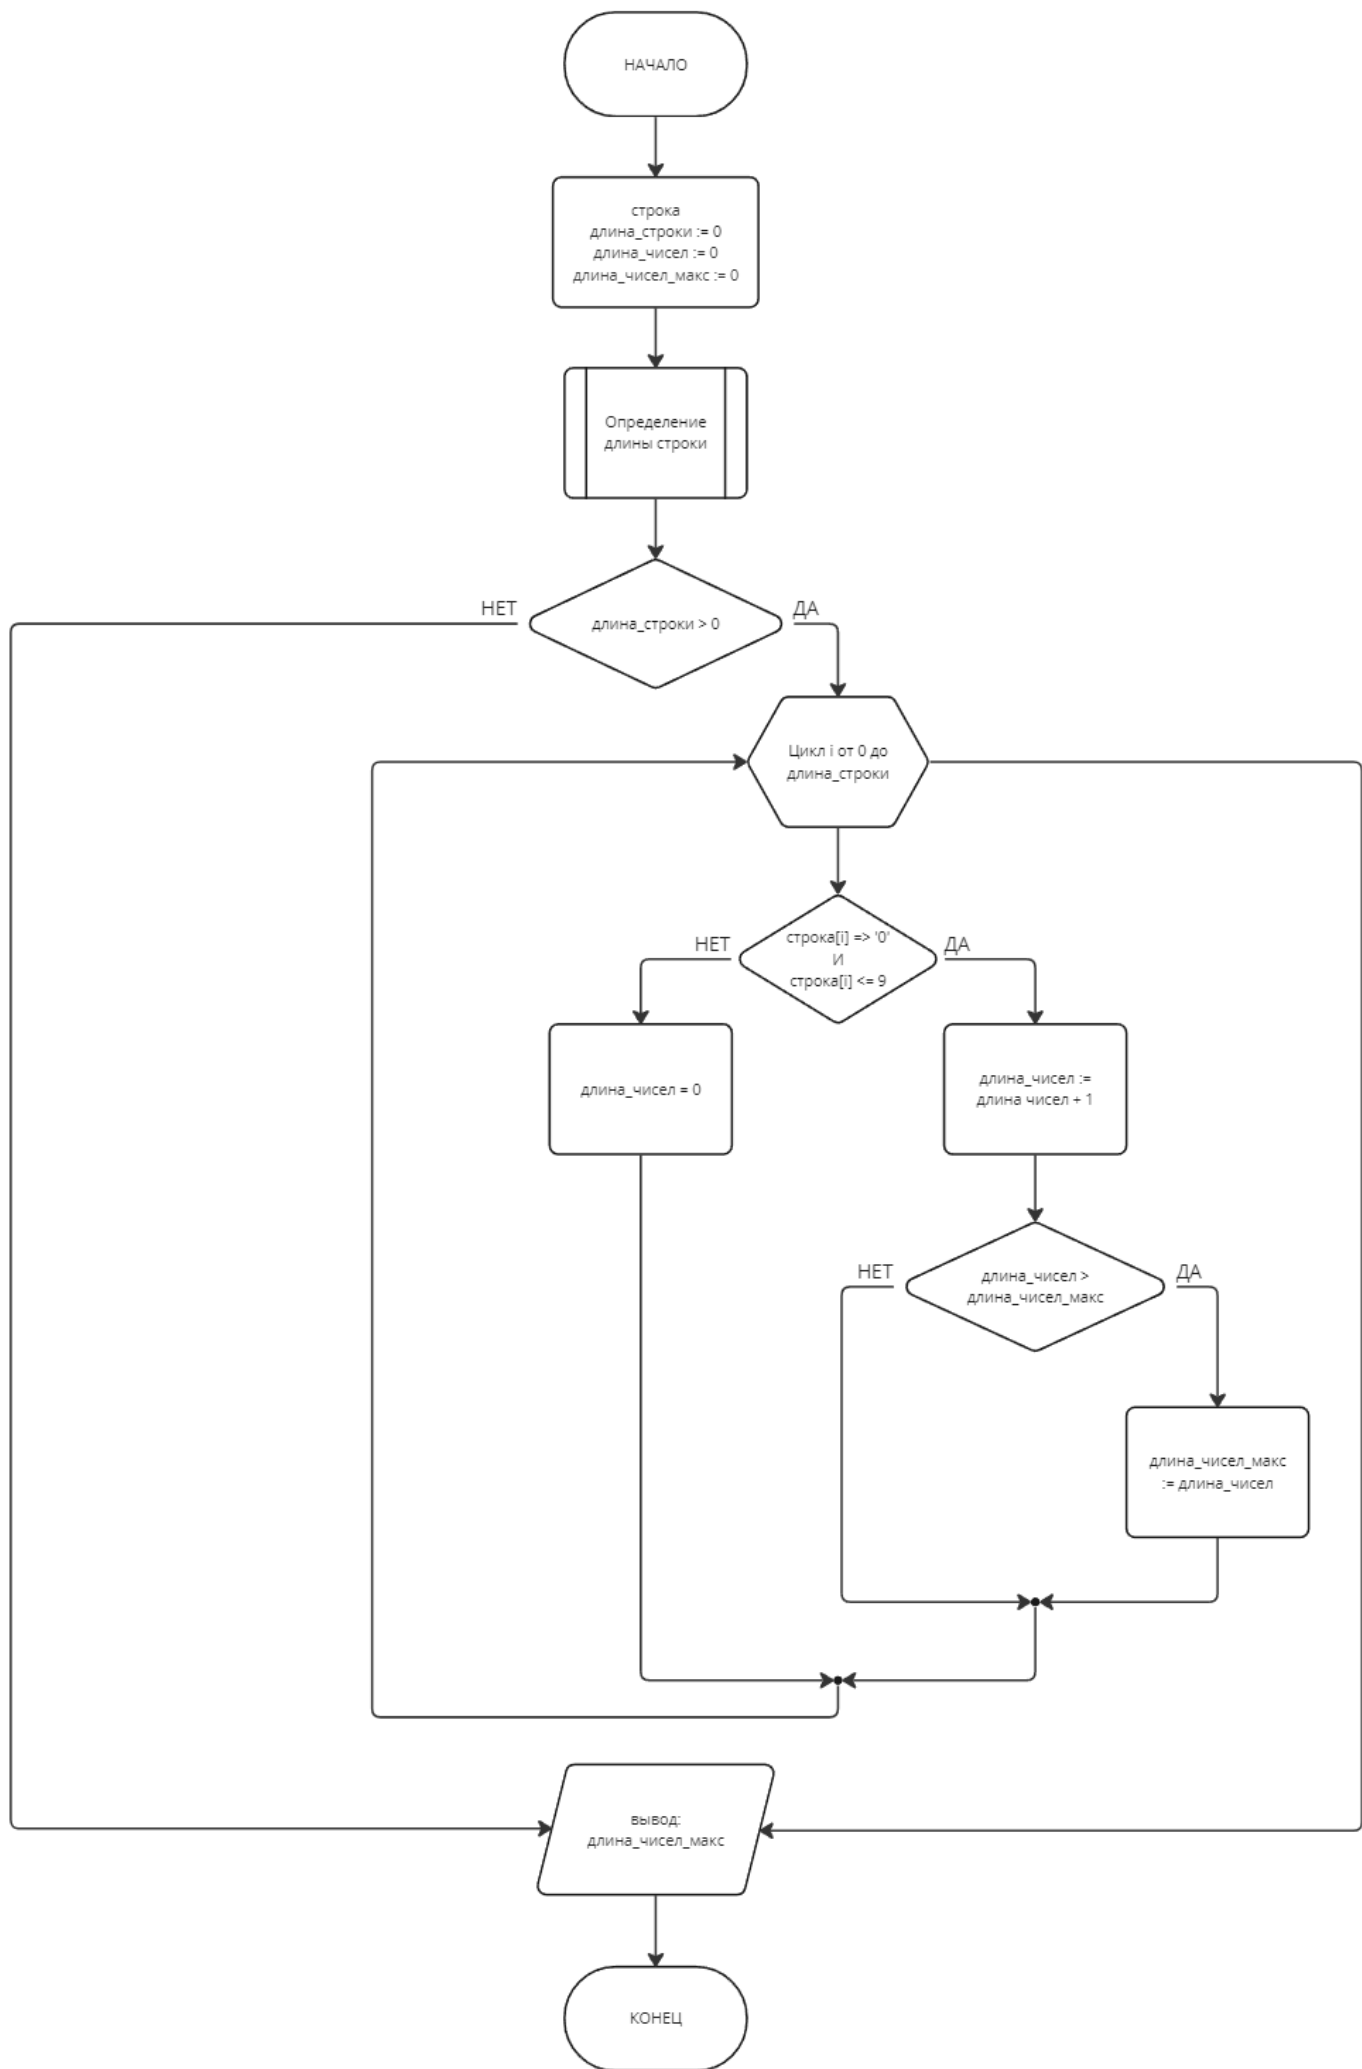 НАЧАЛО
строка
длина_строки := 0
длина_чисел := 0
длина_чисел_макс := 0
Определение
длины строки
НЕТ
ДА
длина_строки > 0
Цикл i от 0 до
длина_строки
НЕТ
ДА
строка[i] => '0'
И
строка[i] <= 9
длина_чисел = 0
длина_чисел :=
длина чисел + 1
НЕТ
ДА
длина_чисел >
длина_чисел_макс
длина_чисел_макс
:= длина_чисел
вывод:
длина_чисел_макс
КОНЕЦ